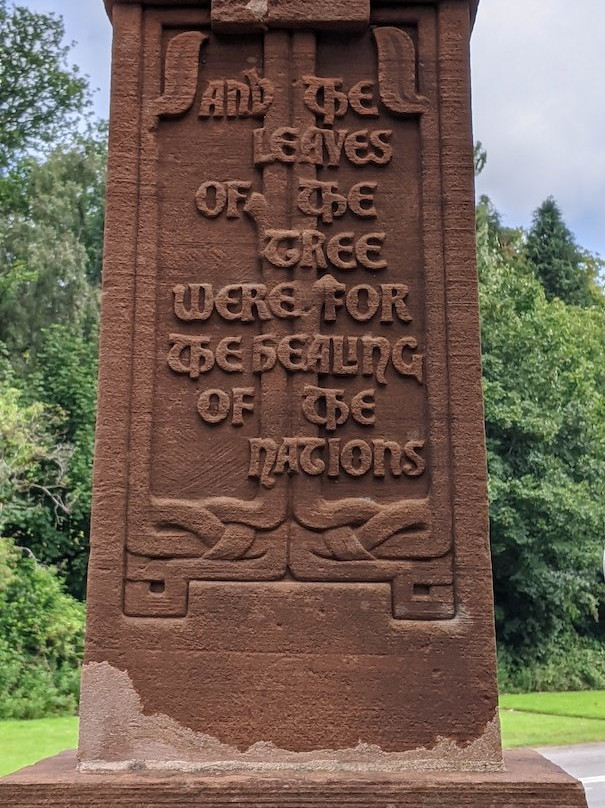 AND THE
LEAVES
OF THE
TREE
WERE FOR
THE HEALING
OF THE
NATIONS